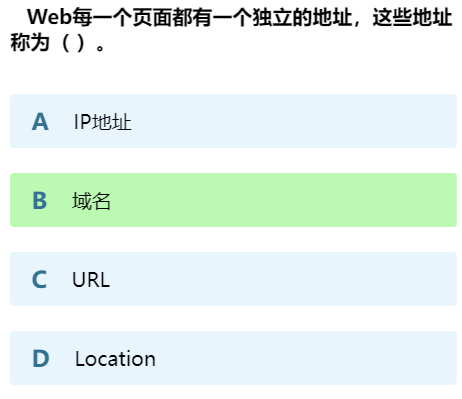 Web每一个页面都有一个独立的地址，这些地址
称为（ ）。
A IP地址
B 域名
C URL
D Location